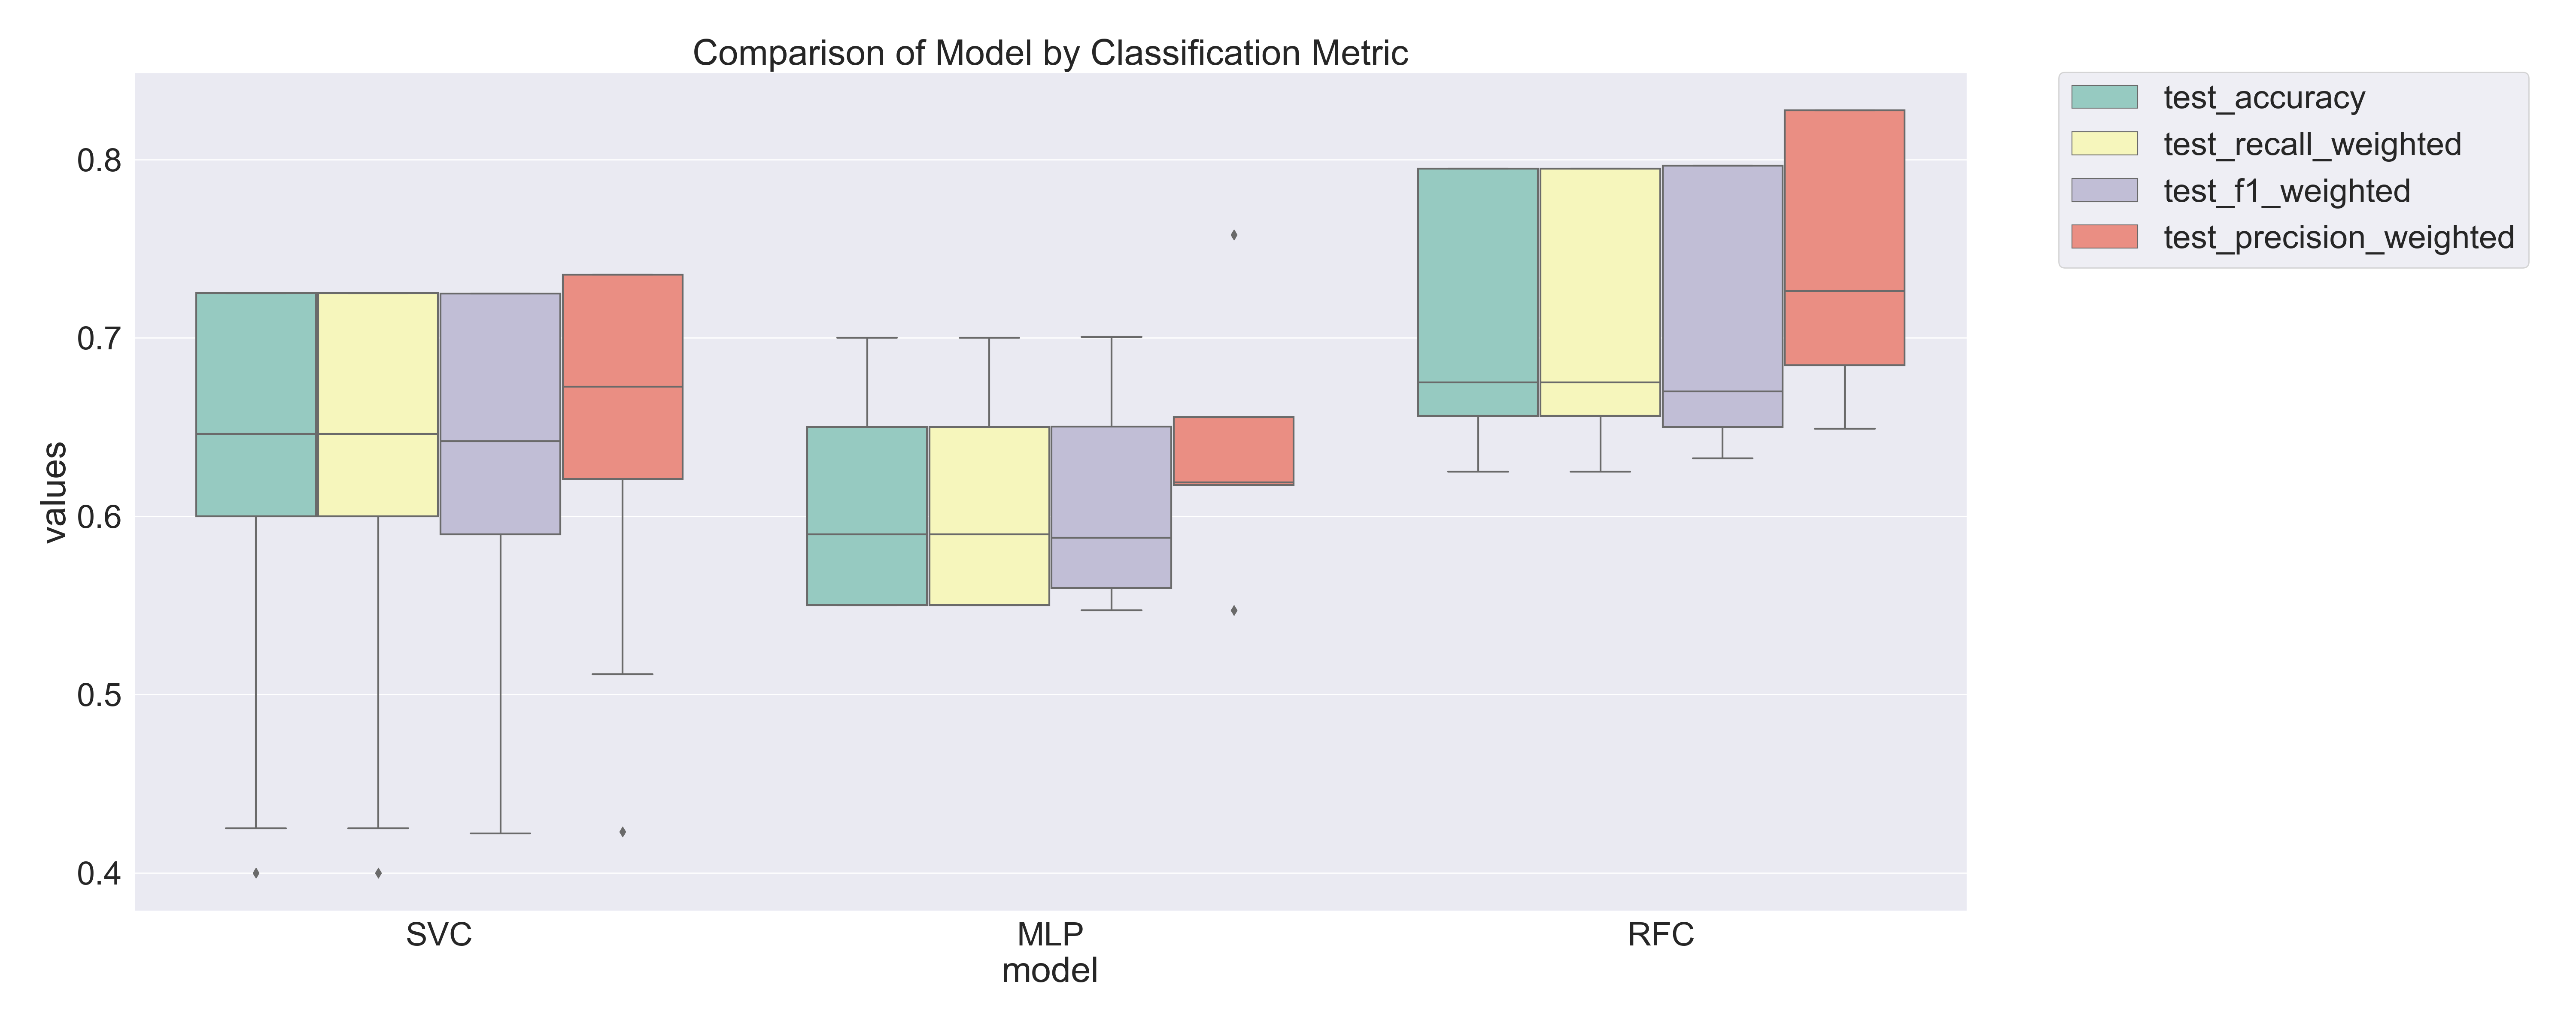 Comparison of Model by Classification Metric
test_accuracy
test_recall_weighted
test_f1_weighted
test_precision_weighted
values
0.8
0.7
0.6
0.5
0.4
SVC
MLP
RFC
model